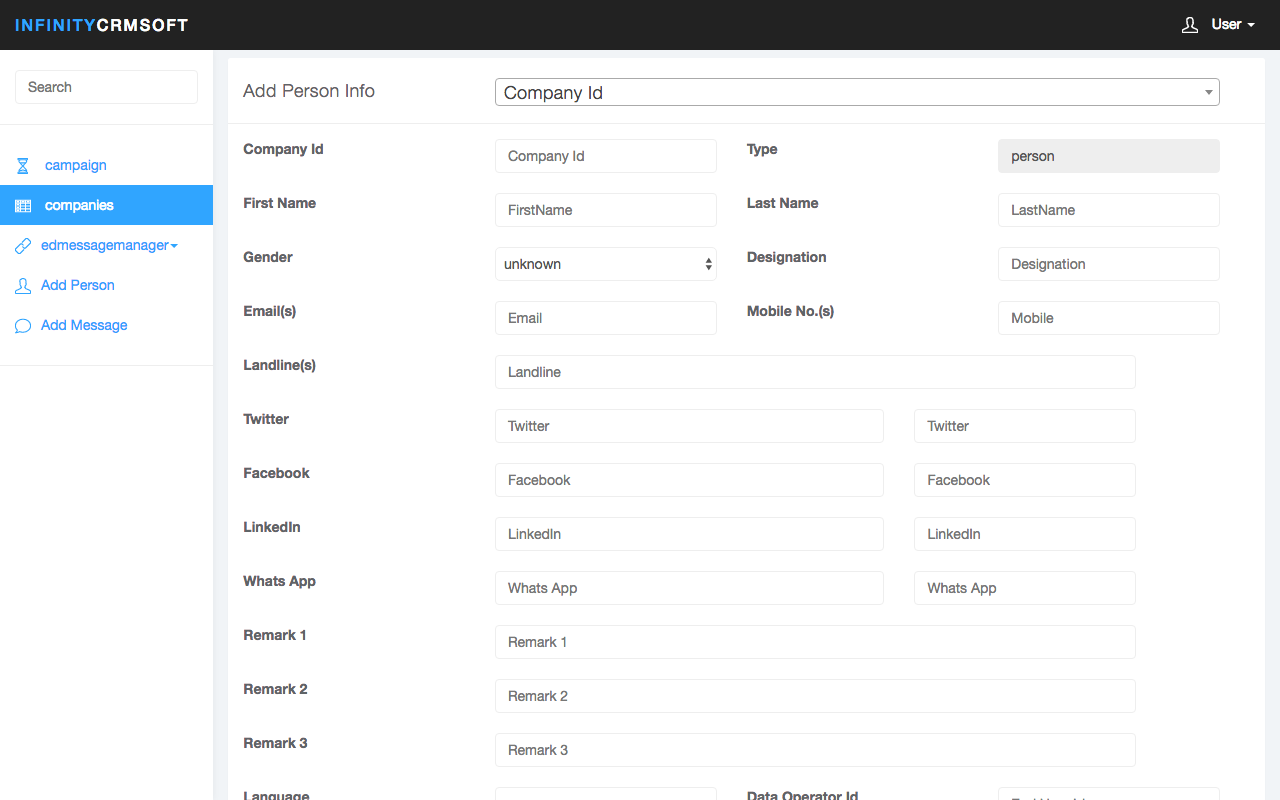 INFINITYCRMSOFT
User
Search
campaign
companies
edmessagemanager
Add Person
Add Message
Add Person Info
Company Id
Company Id
Company Id
Type
person
First Name
FirstName
Last Name
LastName
Gender
unknown
Designation
Designation
Email(s)
Email
Mobile No.(s)
Mobile
Landline(s)
Landline
Twitter
Twitter
Twitter
Facebook
Facebook
Facebook
LinkedIn
LinkedIn
LinkedIn
Whats App
Whats App
Whats App
Remark 1
Remark 1
Remark 2
Remark 2
Remark 3
Remark 3
Language
Data Operator Id